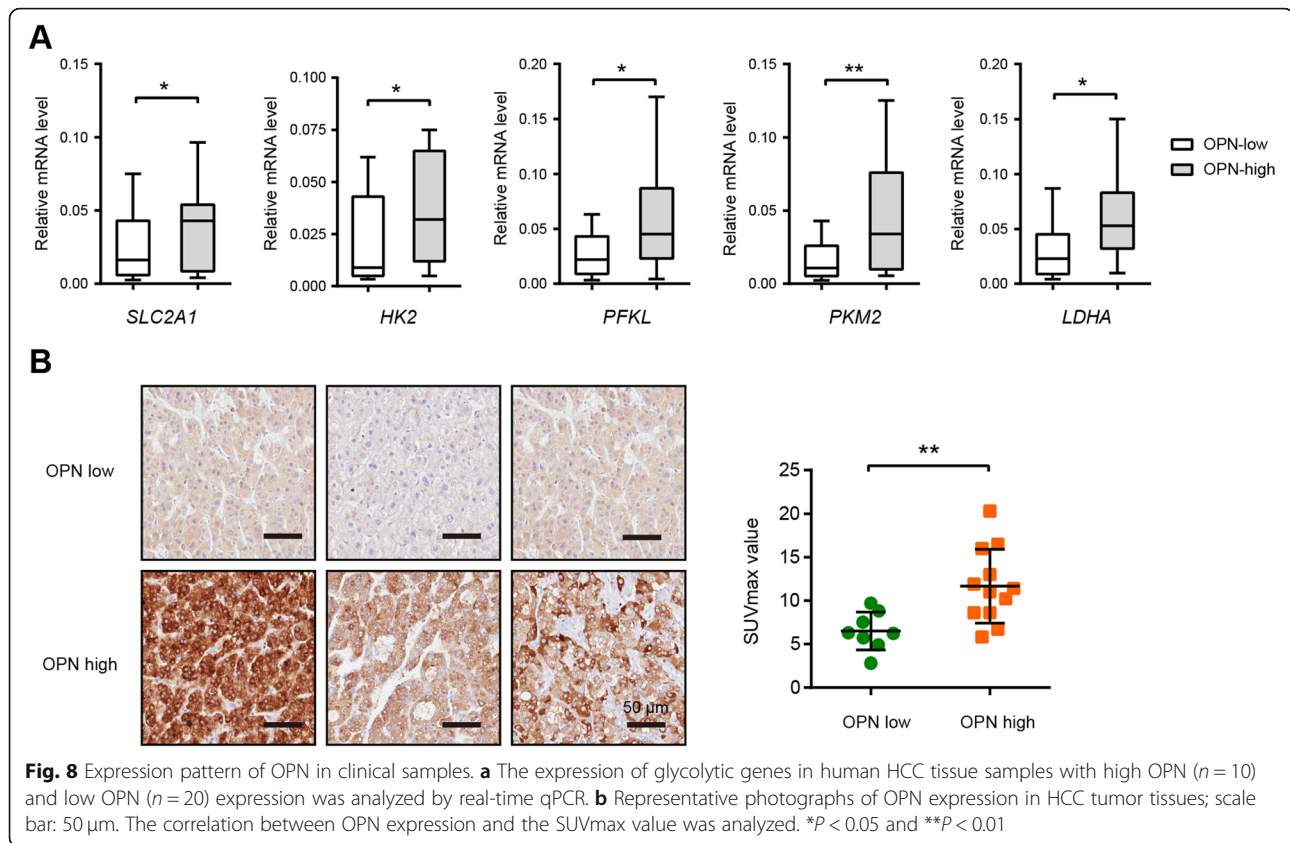 A
Relative mRNA level
0.15
0.10
0.05
0.00
*
SLC2A1
Relative mRNA level
0.100
0.075
0.050
0.025
0.000
*
HK2
Relative mRNA level
0.20
0.15
0.10
0.05
0.00
*
PFKL
Relative mRNA level
0.15
0.10
0.05
0.00
**
PKM2
Relative mRNA level
0.20
0.15
0.10
0.05
0.00
*
LDHA
OPN-low
OPN-high
B
OPN low
OPN high
50 µm
SUVmax value
25
20
15
10
5
0
**
OPN low
OPN high
Fig. 8 Expression pattern of OPN in clinical samples. a The expression of glycolytic genes in human HCC tissue samples with high OPN (n = 10)
and low OPN (n = 20) expression was analyzed by real-time qPCR. b Representative photographs of OPN expression in HCC tumor tissues; scale
bar: 50 µm. The correlation between OPN expression and the SUVmax value was analyzed. *P < 0.05 and **P < 0.01